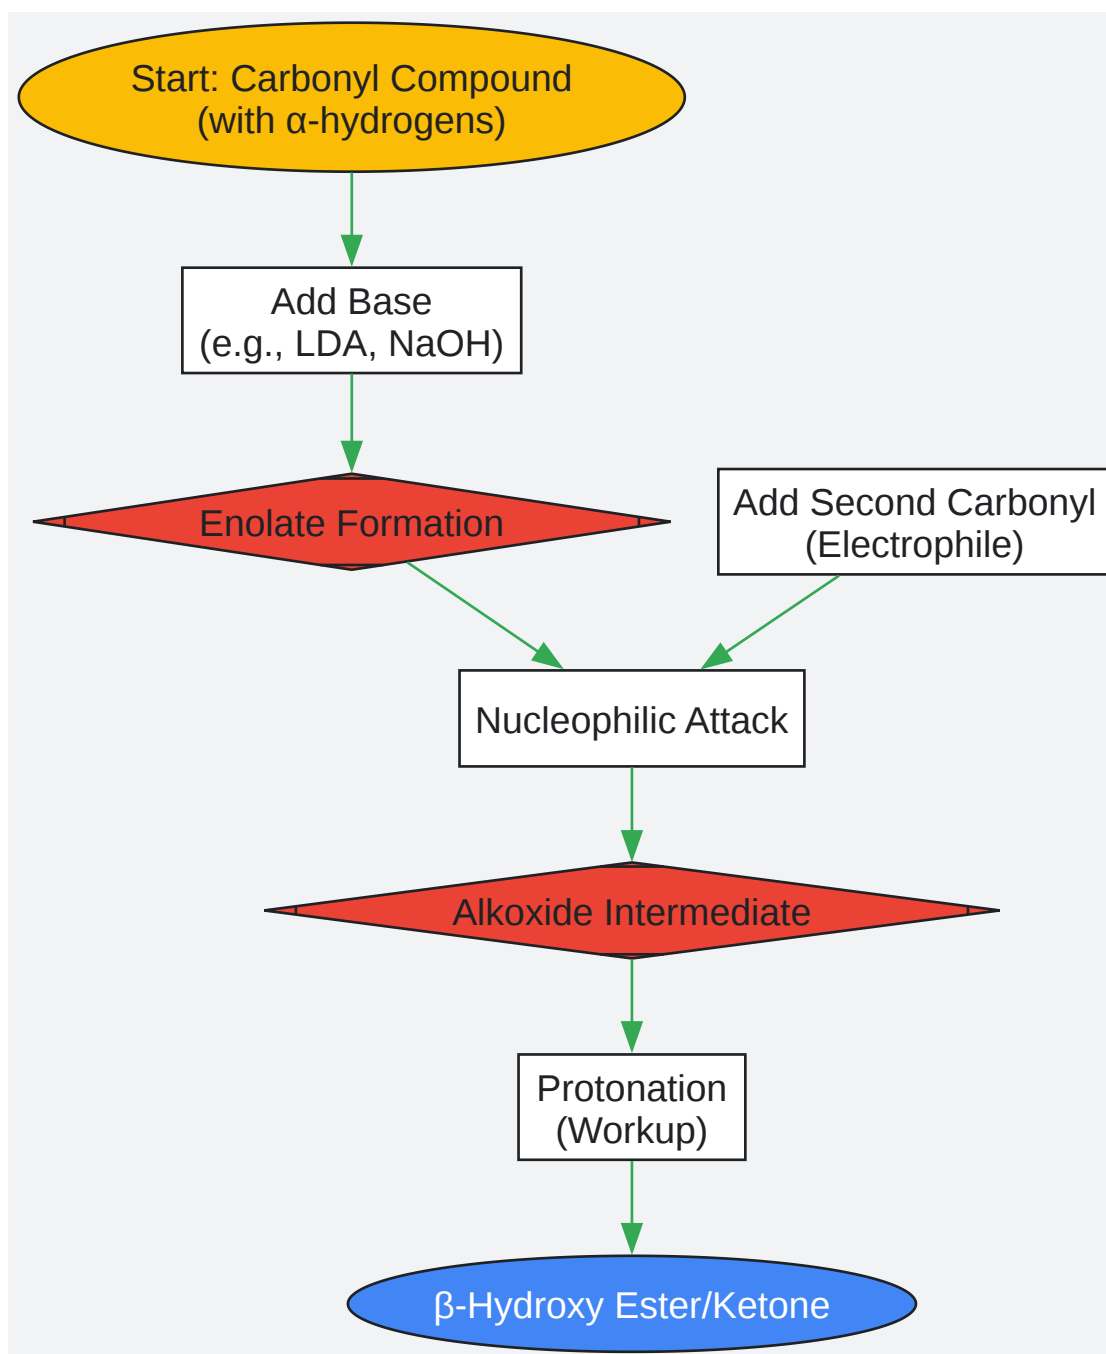 Start: Carbonyl Compound
(with α-hydrogens)
Add Base
(e.g., LDA, NaOH)
Enolate Formation
Add Second Carbonyl
(Electrophile)
Nucleophilic Attack
Alkoxide Intermediate
Protonation
(Workup)
β-Hydroxy Ester/Ketone